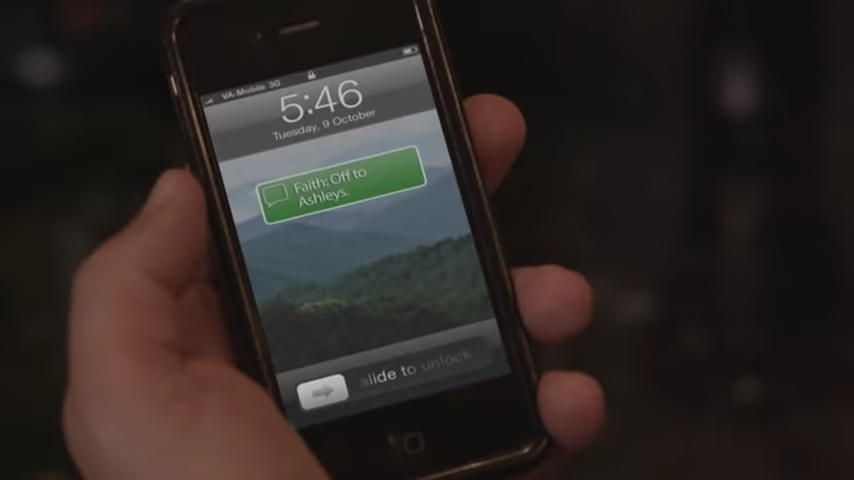 VA-Mobile 3G
5:46
Tuesday, 9 October
Faith: Off to
Ashleys.
slide to unlock